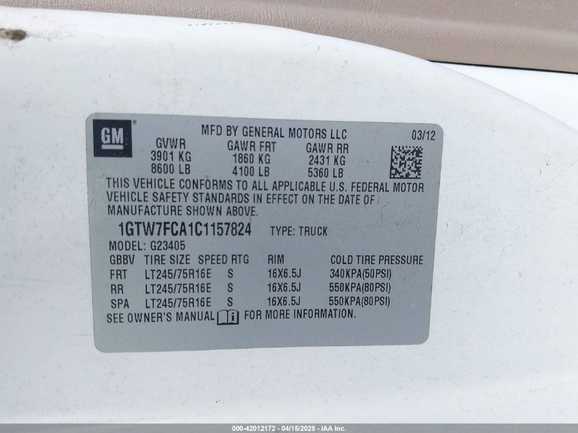 GM
MFD BY GENERAL MOTORS LLC 03/12
GVWR GAWR FRT GAWR RR
3901 KG 1860 KG 2431 KG
8600 LB 4100 LB 5360 LB
THIS VEHICLE CONFORMS TO ALL APPLICABLE U.S. FEDERAL MOTOR
VEHICLE SAFETY STANDARDS IN EFFECT ON THE DATE OF
MANUFACTURE SHOWN ABOVE.
1GTW7FCA1C1157824 TYPE: TRUCK
MODEL: G23405
GBBV TIRE SIZE SPEED RTG RIM COLD TIRE PRESSURE
FRT LT245/75R16E S 16X6.5J 340KPA(50PSI)
RR LT245/75R16E S 16X6.5J 550KPA(80PSI)
SPA LT245/75R16E S 16X6.5J 550KPA(80PSI)
SEE OWNER'S MANUAL FOR MORE INFORMATION.
000-42012172 - 04/15/2025 - IAA Inc.